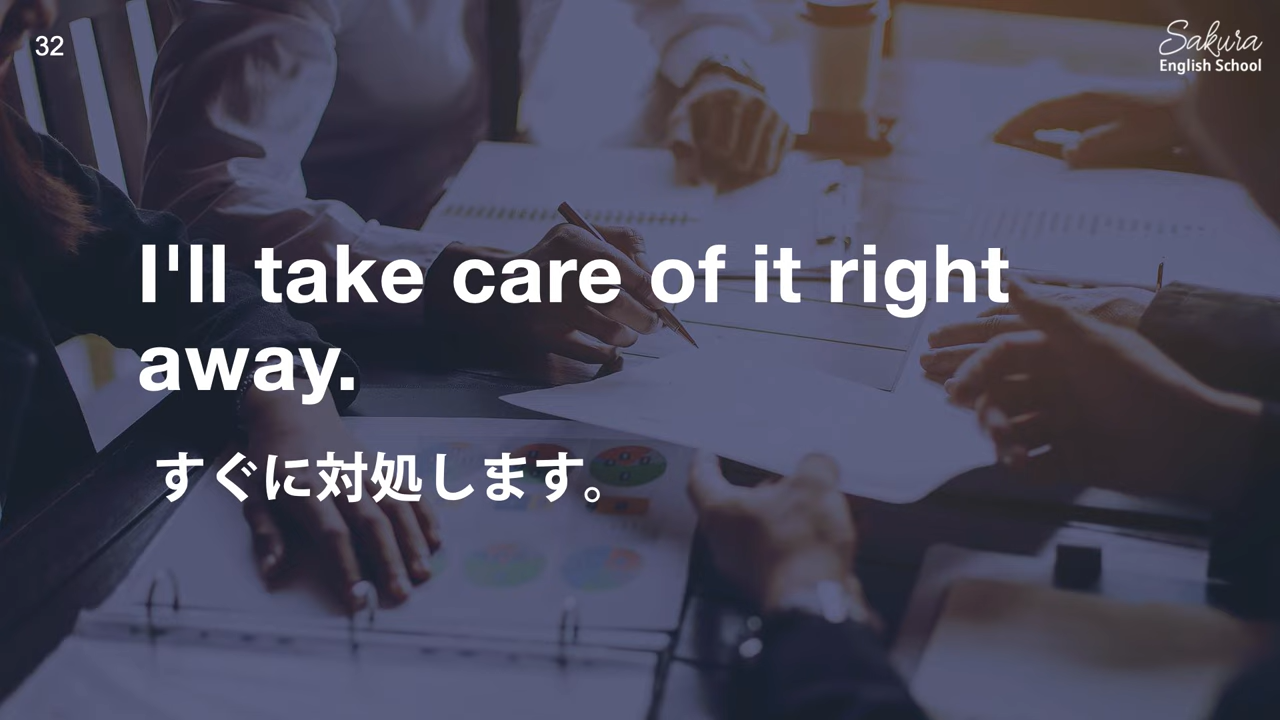 32
Sakura
English School
I'll take care of it right
away.
すぐに対処します。